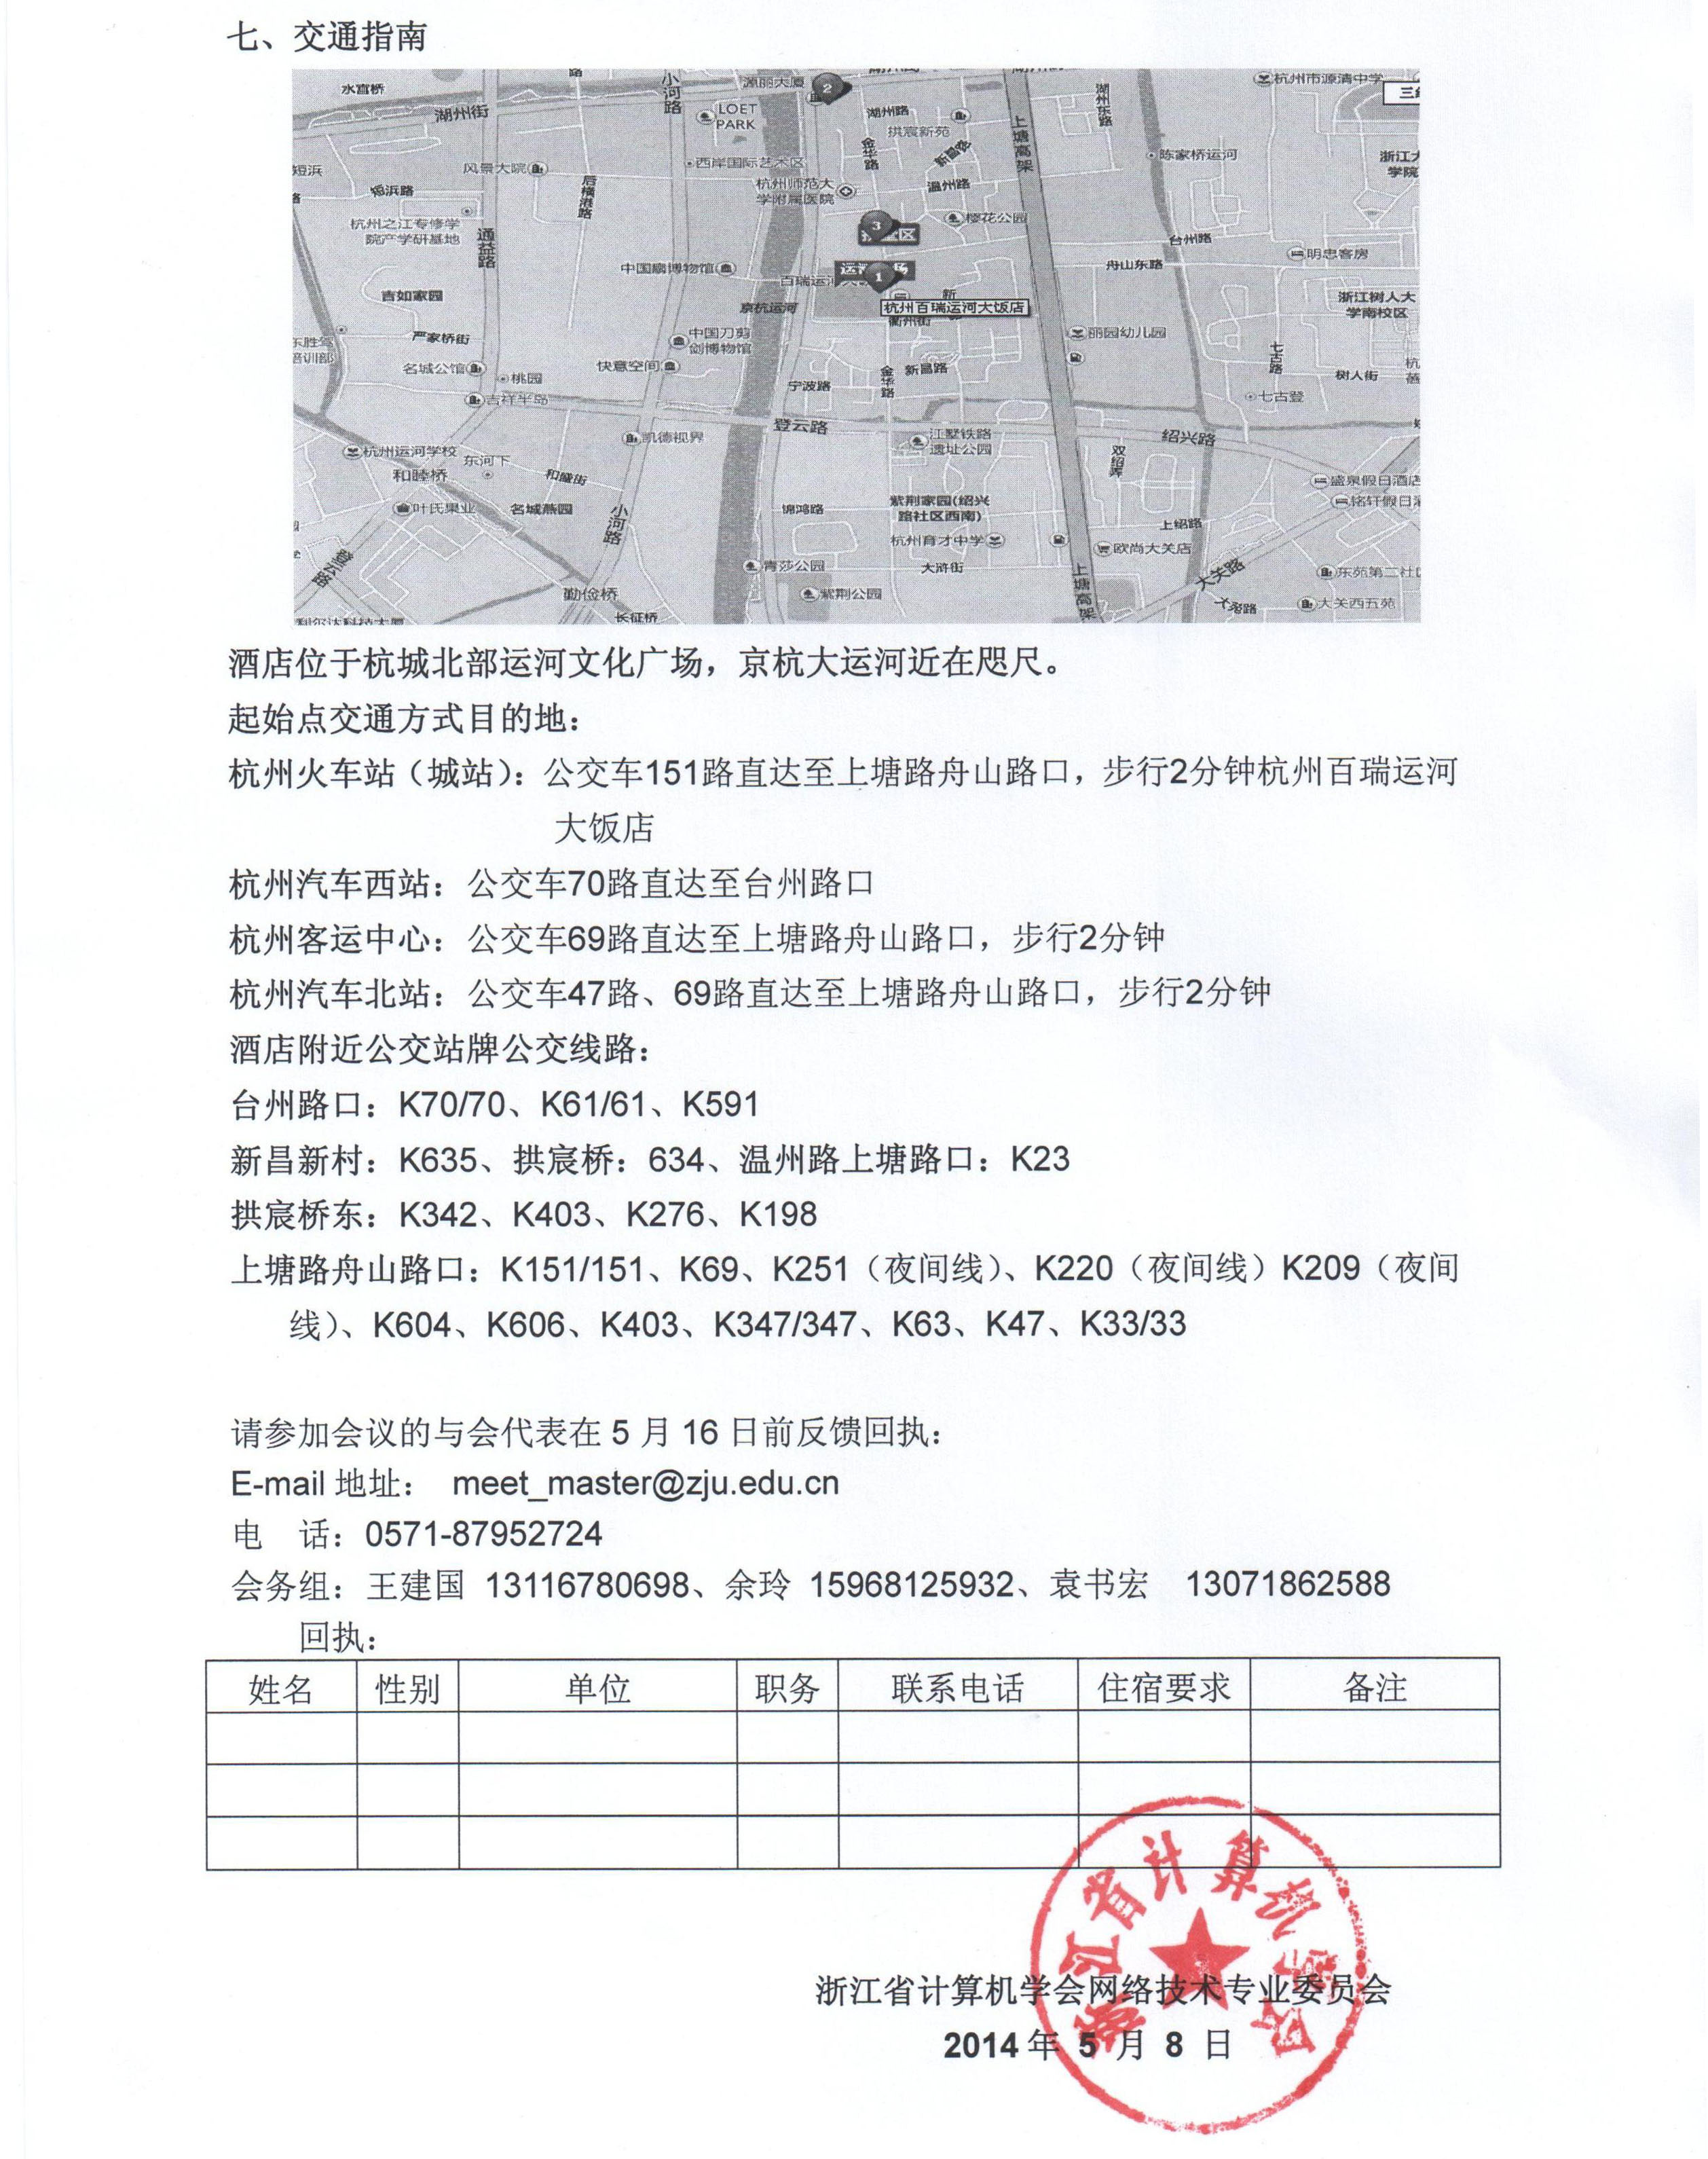 七、交通指南
水宫桥
湖州街
小河路
源丽大厦
2
LOFT
PARK
湖州路
拱宸新苑
上塘高架
杭州市源清中学
短浜
短浜路
风景大院
后横港路
西岸国际艺术区
杭州师范大
学附属医院
金华路
新昌路
温州路
陈家桥运河
杭州之江专修学
院产学研基地
通益路
3
樱花公园
台州路
舟山东路
明忠客房
中国扇博物馆
1
杭州百瑞运河大饭店
吉如家园
京杭运河
衢州街
浙江树人大
学南校区
严家桥街
中国刀剪
剑博物馆
丽园幼儿园
七古路
名城公馆
桃园
快意空间
宁波路
金华路
新昌路
树人街
吉祥半岛
七古登
登云路
凯德视界
江墅铁路
遗址公园
绍兴路
杭州运河学校
东河下
和睦桥
和睦街
双绍弄
盛泉假日酒店
叶氏果业
名城燕园
小河路
锦鸿路
紫荆家园(绍兴
路社区西南)
上绍路
杭州育才中学
欧尚大关店
登云路
青莎公园
大浒街
大关路
勤俭桥
紫荆公园
上塘高架
大关西五苑
长征桥
酒店位于杭城北部运河文化广场，京杭大运河近在咫尺。
起始点交通方式目的地：
杭州火车站（城站）：公交车151路直达至上塘路舟山路口，步行2分钟杭州百瑞运河
大饭店
杭州汽车西站：公交车70路直达至台州路口
杭州客运中心：公交车69路直达至上塘路舟山路口，步行2分钟
杭州汽车北站：公交车47路、69路直达至上塘路舟山路口，步行2分钟
酒店附近公交站牌公交线路：
台州路口：K70/70、K61/61、K591
新昌新村：K635、拱宸桥：634、温州路上塘路口：K23
拱宸桥东：K342、K403、K276、K198
上塘路舟山路口：K151/151、K69、K251（夜间线）、K220（夜间线）K209（夜间
线）、K604、K606、K403、K347/347、K63、K47、K33/33
请参加会议的与会代表在 5 月 16 日前反馈回执：
E-mail 地址： meet_master@zju.edu.cn
电 话：0571-87952724
会务组：王建国 13116780698、余玲 15968125932、袁书宏 13071862588
回执：
姓名 性别 单位 职务 联系电话 住宿要求 备注
浙江省计算机学会
浙江省计算机学会网络技术专业委员会
2014 年 5 月 8 日